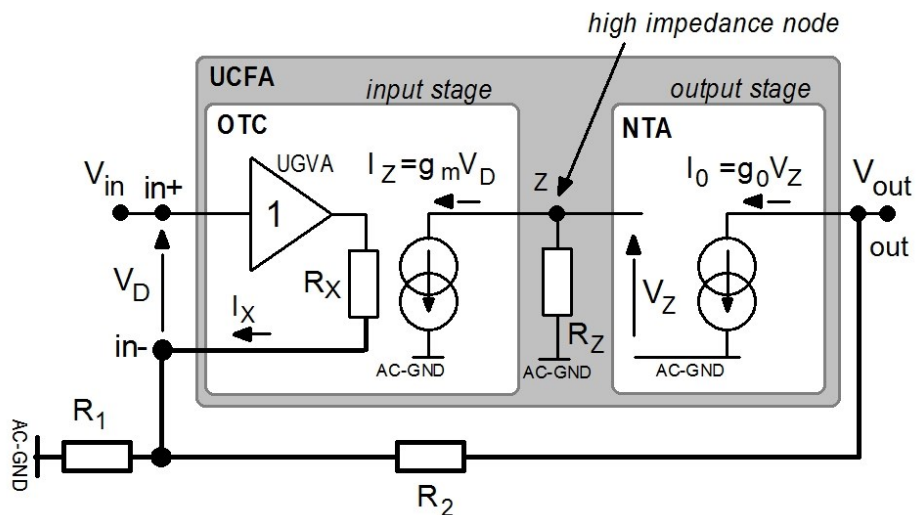 high impedance node
UCFA
input stage
output stage
OTC
NTA
UGVA
V_in
in+
1
I_Z=g_mV_D
Z
I_0 =g_0V_Z
V_out
out
V_D
R_X
I_X
R_Z
V_Z
in-
AC-GND
AC-GND
AC-GND
R_1
AC-GND
R_2